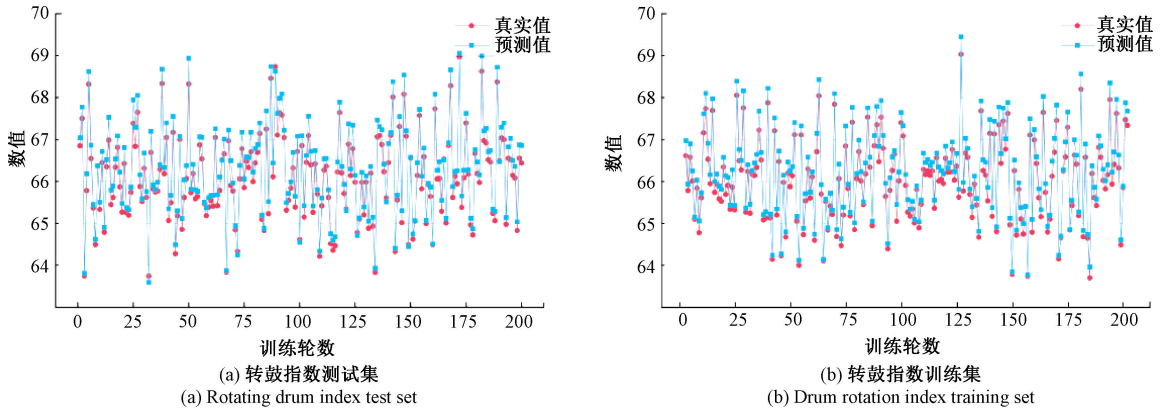 70
69
68
67
66
65
64
数值
真实值
预测值
0 25 50 75 100 125 150 175 200
训练轮数
(a) 转鼓指数测试集
(a) Rotating drum index test set
70
69
68
67
66
65
64
数值
真实值
预测值
0 25 50 75 100 125 150 175 200
训练轮数
(b) 转鼓指数训练集
(b) Drum rotation index training set